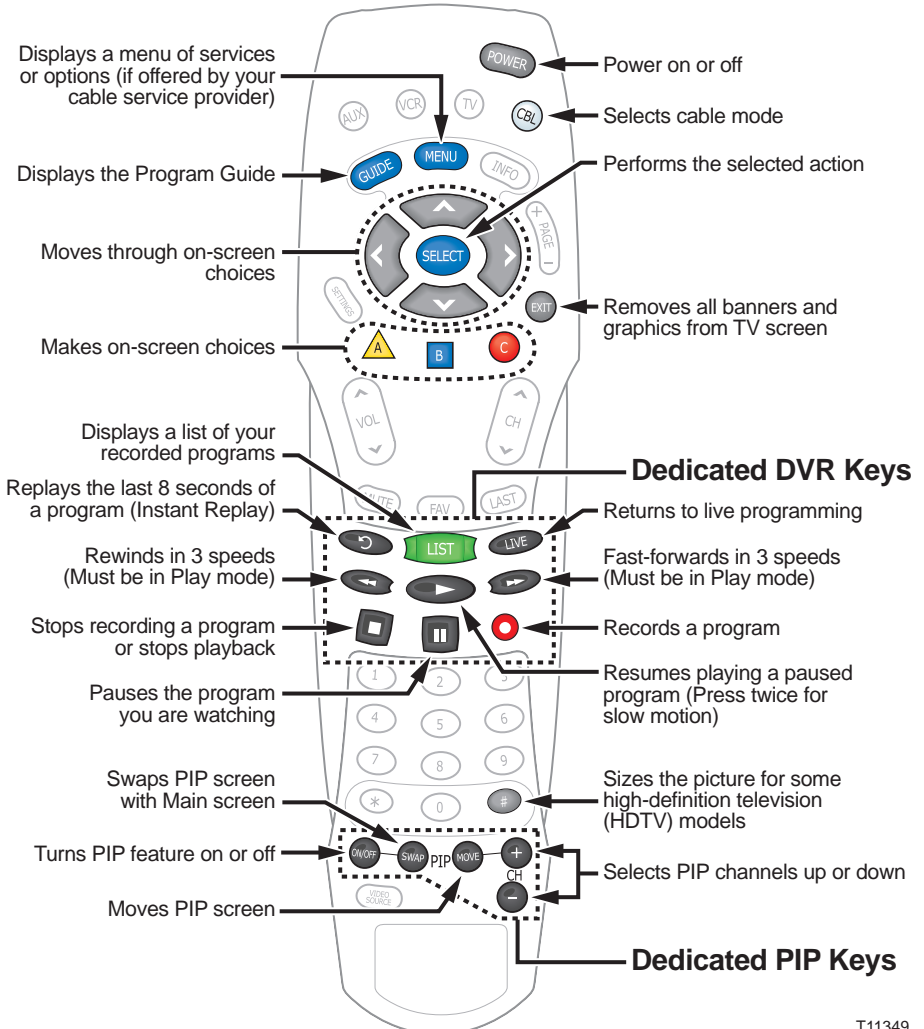 Displays a menu of services
or options (if offered by your
cable service provider)
POWER
Power on or off
AUX
VCR
TV
CBL
Selects cable mode
GUIDE
MENU
INFO
Displays the Program Guide
Performs the selected action
+
PAGE
–
Moves through on-screen
choices
SELECT
SETTINGS
EXIT
Removes all banners and
graphics from TV screen
Makes on-screen choices
A
B
C
VOL
CH
Displays a list of your
recorded programs
Dedicated DVR Keys
MUTE
FAV
LAST
Replays the last 8 seconds of
a program (Instant Replay)
LIST
LIVE
Returns to live programming
Rewinds in 3 speeds
(Must be in Play mode)
Fast-forwards in 3 speeds
(Must be in Play mode)
Stops recording a program
or stops playback
Records a program
Pauses the program
you are watching
Resumes playing a paused
program (Press twice for
slow motion)
1
2
3
4
5
6
7
8
9
*
0
#
Swaps PIP screen
with Main screen
Sizes the picture for some
high-definition television
(HDTV) models
Turns PIP feature on or off
ON/OFF
SWAP
PIP
MOVE
+
CH
–
Selects PIP channels up or down
VIDEO
SOURCE
Moves PIP screen
Dedicated PIP Keys
T11349